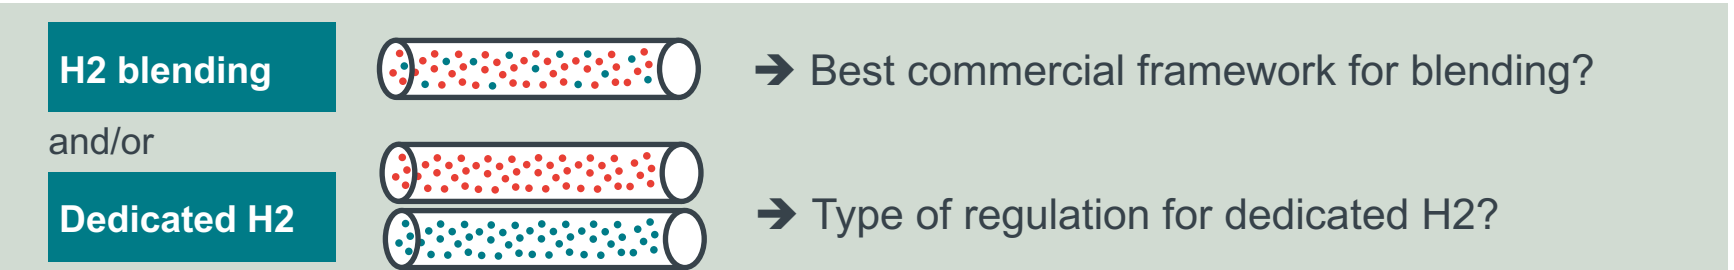 H2 blending
➔ Best commercial framework for blending?
and/or
Dedicated H2
➔ Type of regulation for dedicated H2?